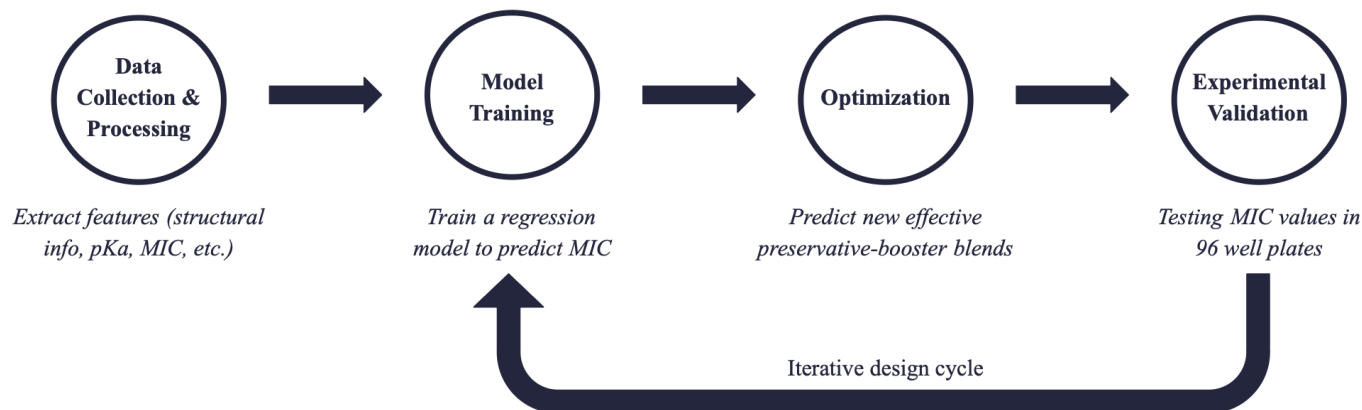 Data
Collection &
Processing
Model
Training
Optimization
Experimental
Validation
Extract features (structural
info, pKa, MIC, etc.)
Train a regression
model to predict MIC
Predict new effective
preservative-booster blends
Testing MIC values in
96 well plates
Iterative design cycle